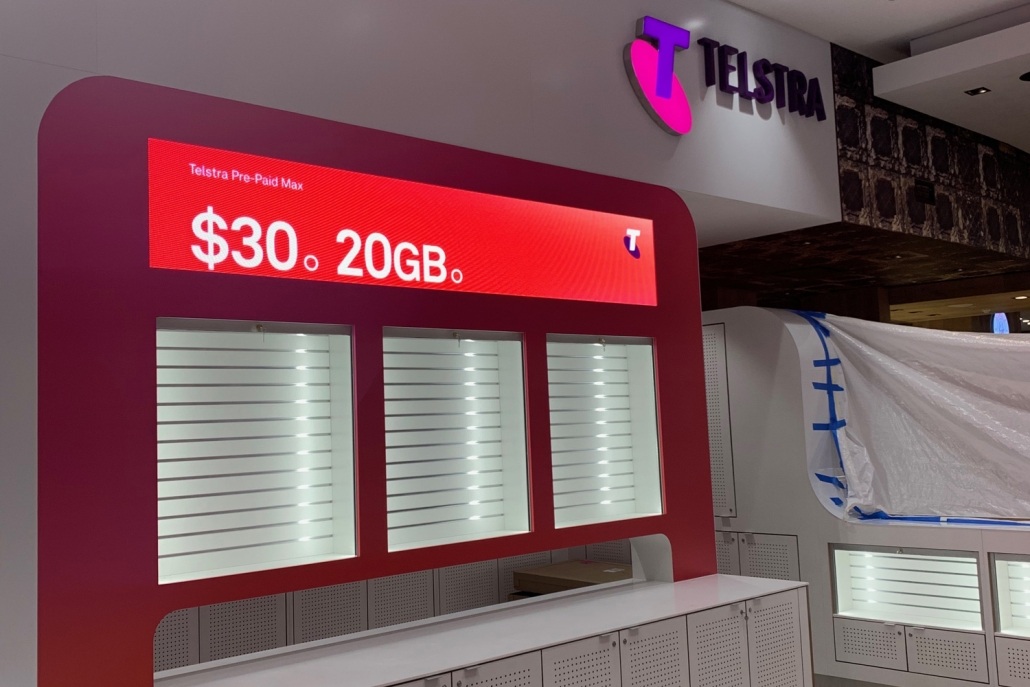 TELSTRA
Telstra Pre-Paid Max
$30 20GB